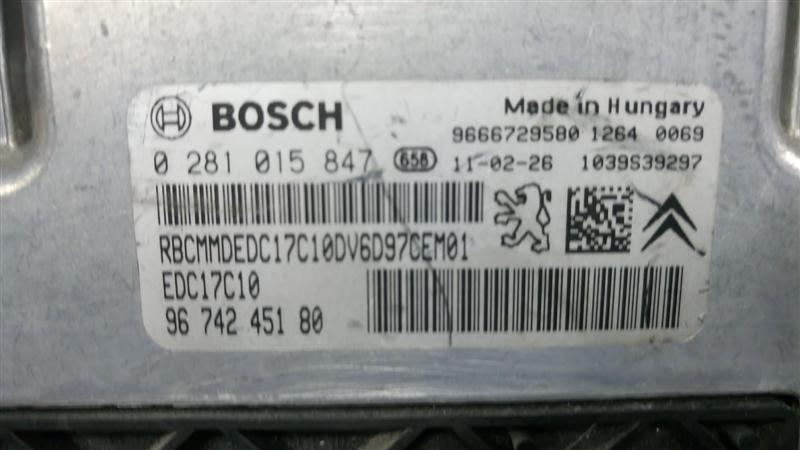 BOSCH
Made in Hungary
9666729580 1264 0069
0 281 015 847 658 11-02-26 1039S39297
RBCMMDEDC17C10DV6D97CEM01
EDC17C10
96 742 451 80